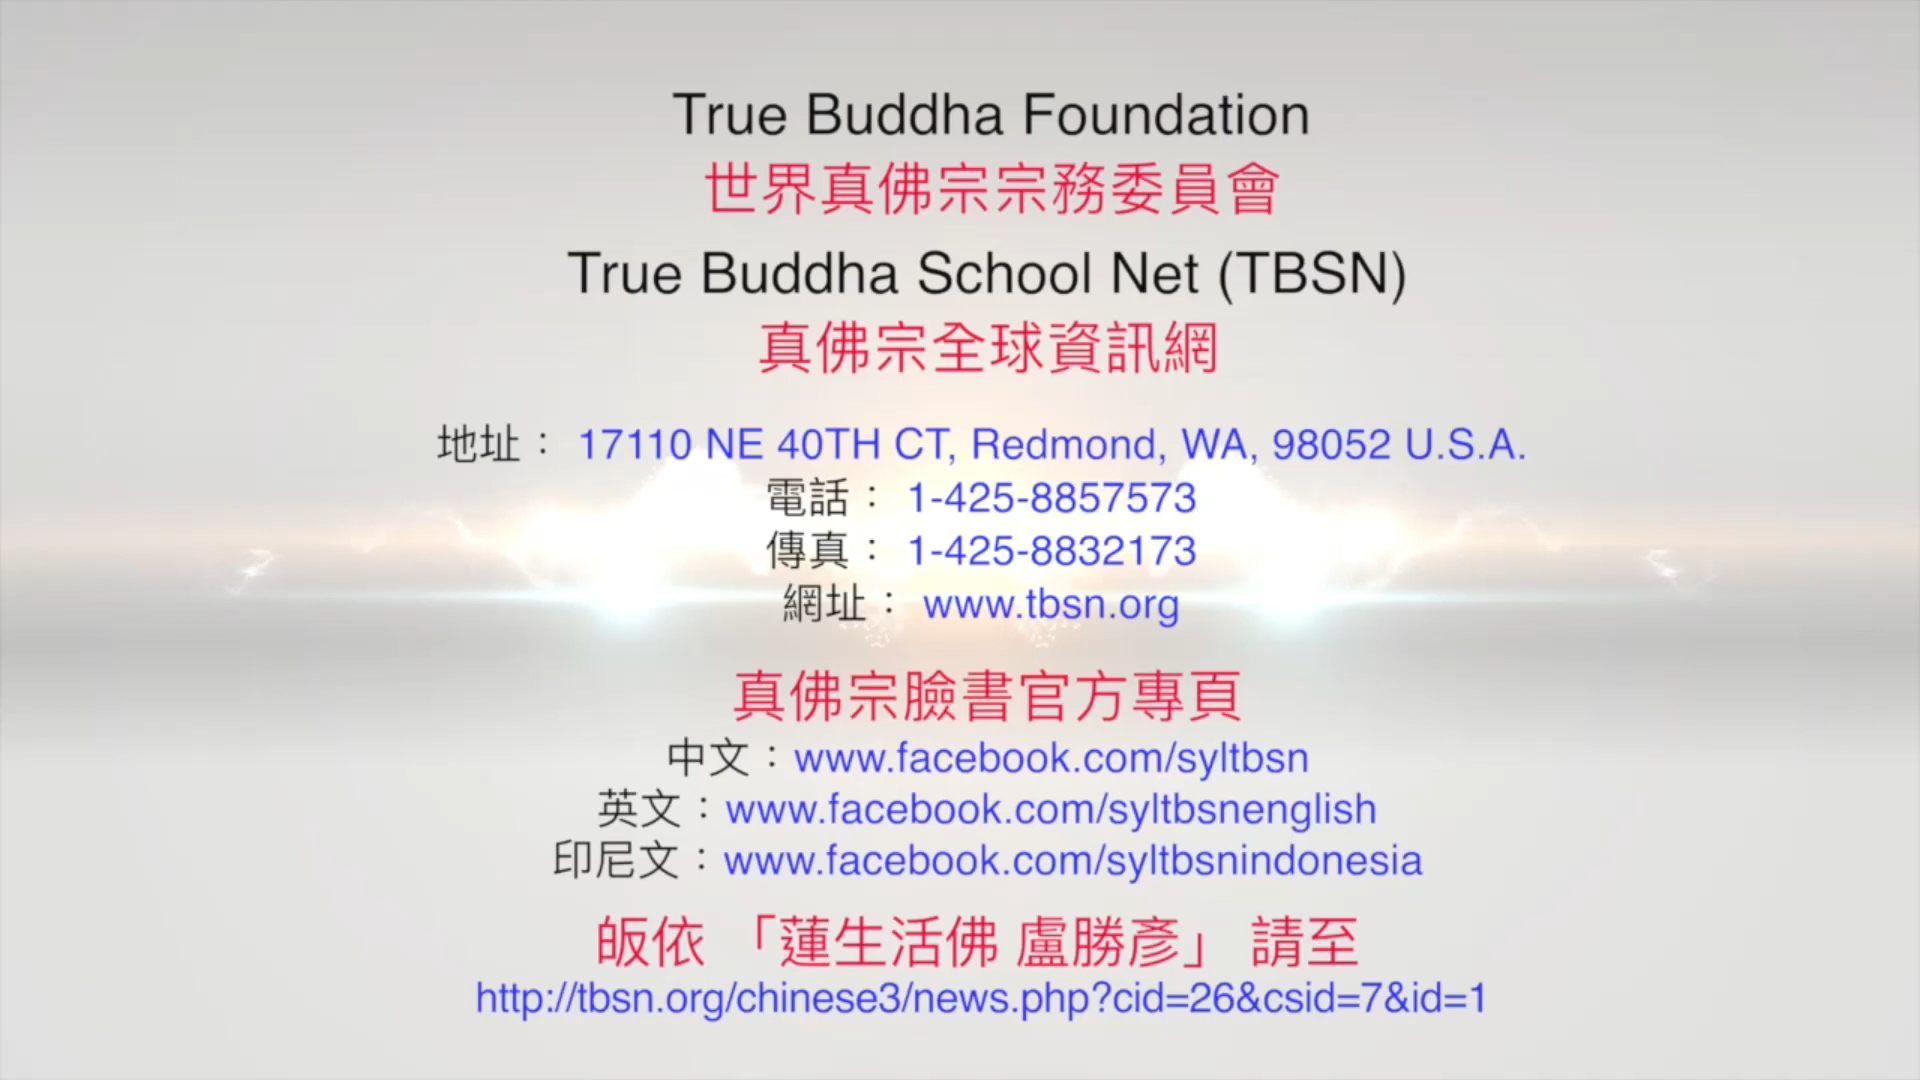 True Buddha Foundation
世界真佛宗宗務委員會
True Buddha School Net (TBSN)
真佛宗全球資訊網
地址： 17110 NE 40TH CT, Redmond, WA, 98052 U.S.A.
電話： 1-425-8857573
傳真： 1-425-8832173
網址： www.tbsn.org
真佛宗臉書官方專頁
中文：www.facebook.com/syltbsn
英文：www.facebook.com/syltbsnenglish
印尼文：www.facebook.com/syltbsnindonesia
皈依 「蓮生活佛 盧勝彥」 請至
http://tbsn.org/chinese3/news.php?cid=26&csid=7&id=1